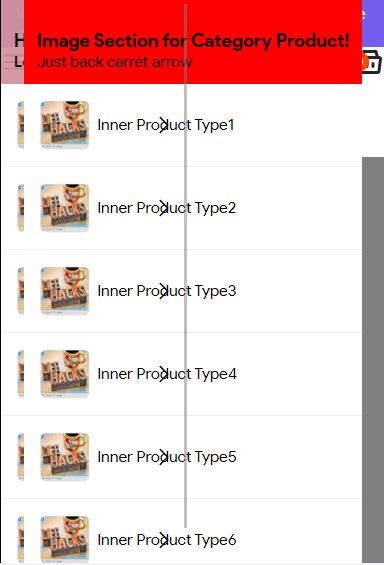 H Image Section for Category Product!
Just back carret arrow
Inner Product Type1
Inner Product Type2
Inner Product Type3
Inner Product Type4
Inner Product Type5
Inner Product Type6